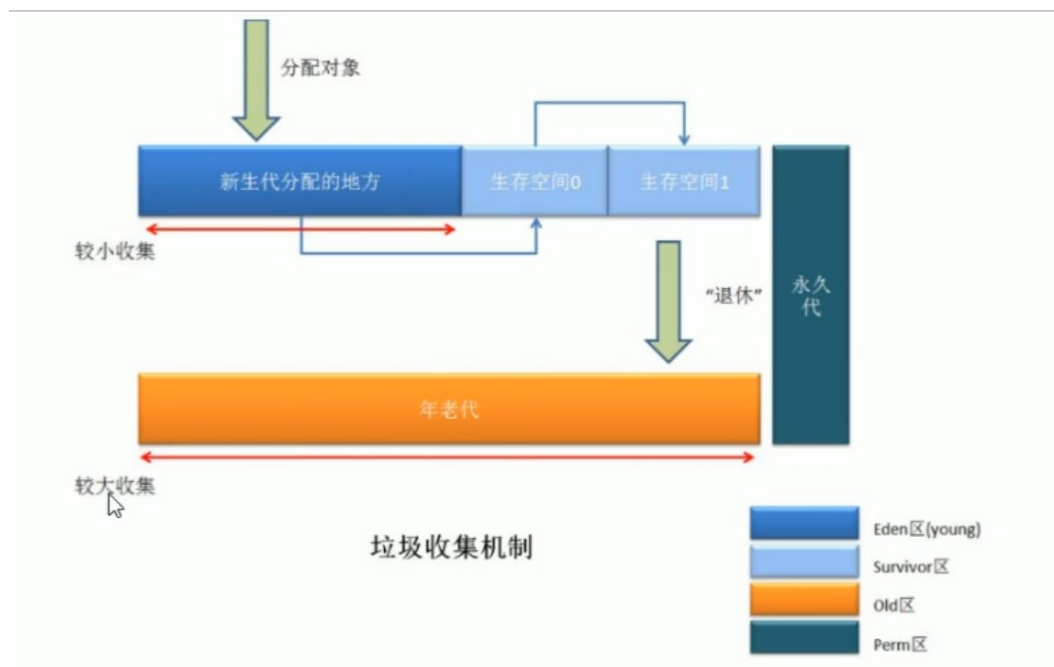 分配对象
新生代分配的地方
生存空间0
生存空间1
较小收集
“退休”
永久
代
年老代
较大收集
垃圾收集机制
Eden区(young)
Survivor区
Old区
Perm区